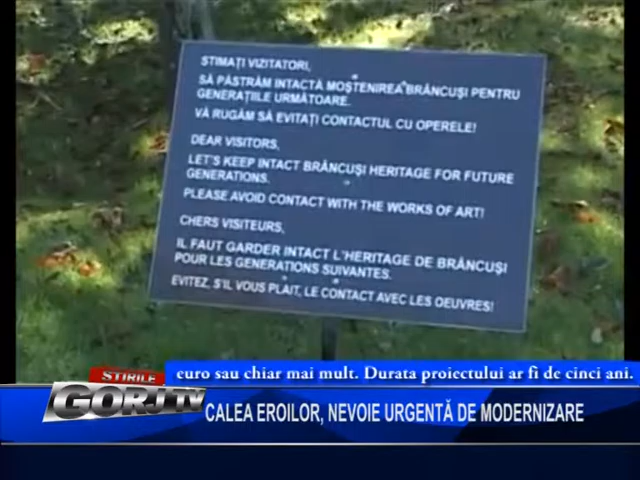 STIMAȚI VIZITATORI,
SĂ PĂSTRĂM INTACTĂ MOȘTENIREA BRÂNCUȘI PENTRU
GENERAȚIILE URMĂTOARE.
VĂ RUGĂM SĂ EVITAȚI CONTACTUL CU OPERELE!
DEAR VISITORS,
LET'S KEEP INTACT BRÂNCUȘI HERITAGE FOR FUTURE
GENERATIONS.
PLEASE AVOID CONTACT WITH THE WORKS OF ART!
CHERS VISITEURS,
IL FAUT GARDER INTACT L'HERITAGE DE BRÂNCUȘI
POUR LES GENERATIONS SUIVANTES.
EVITEZ, S'IL VOUS PLAIT, LE CONTACT AVEC LES OEUVRES!
euro sau chiar mai mult. Durata proiectului ar fi de cinci ani.
ȘTIRILE
GORJ TV
CALEA EROILOR, NEVOIE URGENTĂ DE MODERNIZARE